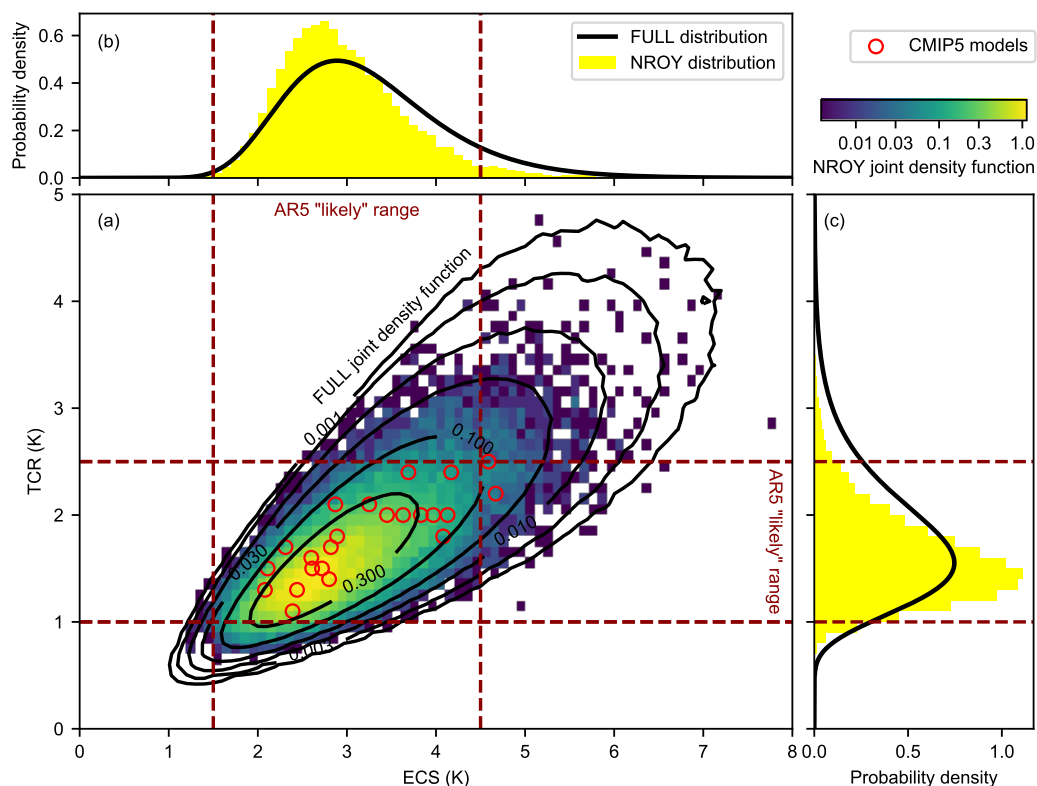 (b)
FULL distribution
NROY distribution
CMIP5 models
Probability density
0.6
0.4
0.2
0.0
0.01 0.03 0.1 0.3 1.0
NROY joint density function
(a)
AR5 "likely" range
FULL joint density function
0.001
0.100
0.030
0.010
0.300
0.003
AR5 "likely" range
TCR (K)
5
4
3
2
1
0
0 1 2 3 4 5 6 7 8
ECS (K)
(c)
0.0 0.5 1.0
Probability density